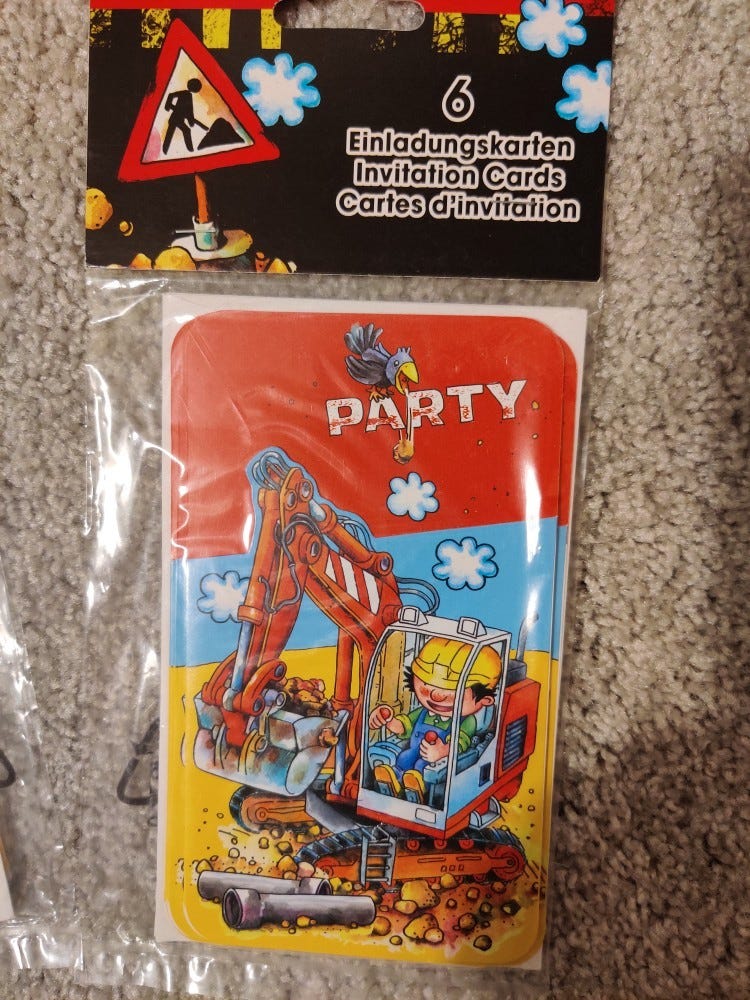 6
Einladungskarten
Invitation Cards
Cartes d'invitation
PARTY